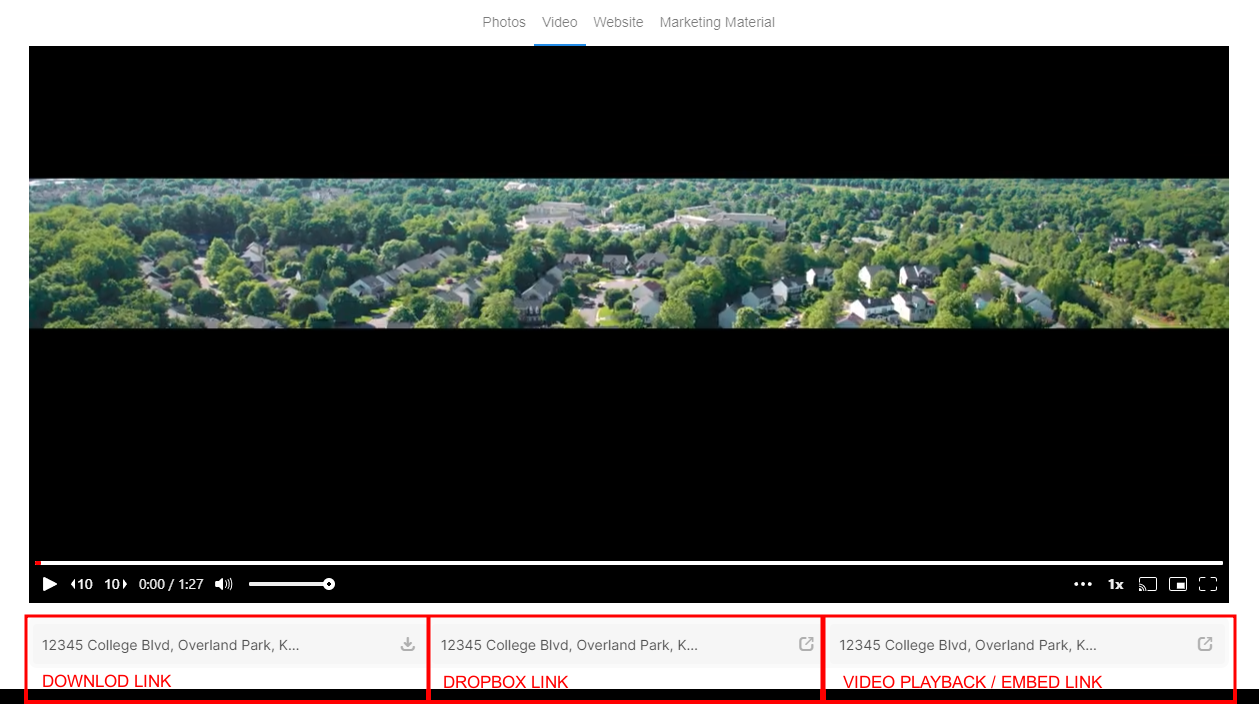 Photos Video Website Marketing Material
10 10 0:00 / 1:27 1x
12345 College Blvd, Overland Park, K... 12345 College Blvd, Overland Park, K... 12345 College Blvd, Overland Park, K...
DOWNLOD LINK DROPBOX LINK VIDEO PLAYBACK / EMBED LINK